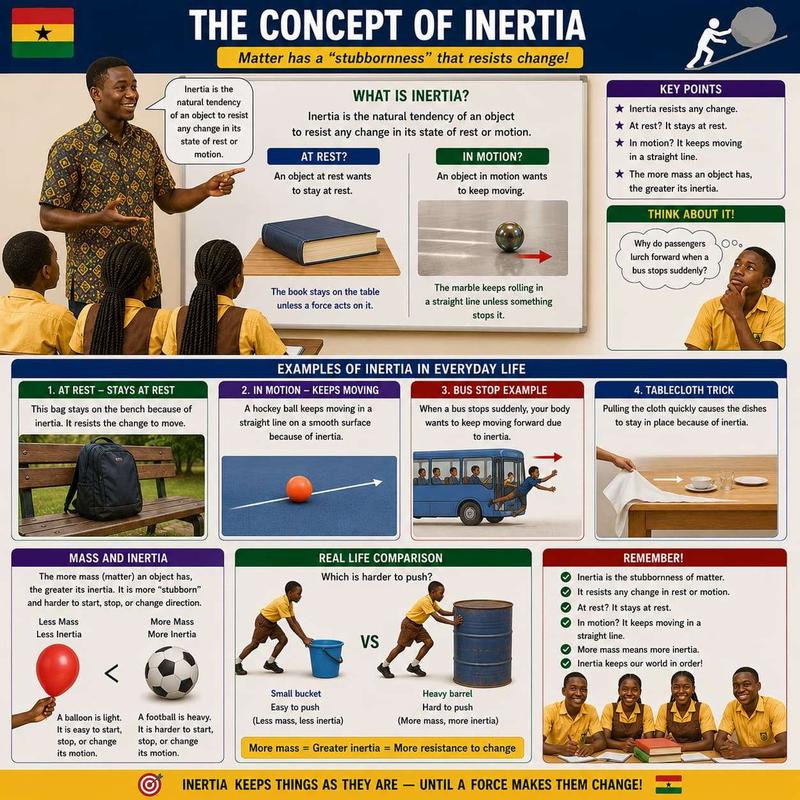 THE CONCEPT OF INERTIA
Matter has a “stubbornness” that resists change!
Inertia is the
natural tendency
of an object to resist
any change in its
state of rest or
motion.
WHAT IS INERTIA?
Inertia is the natural tendency of an object
to resist any change in its state of rest or motion.
AT REST?
An object at rest wants
to stay at rest.
The book stays on the table
unless a force acts on it.
IN MOTION?
An object in motion wants
to keep moving.
The marble keeps rolling in
a straight line unless something
stops it.
KEY POINTS
Inertia resists any change.
At rest? It stays at rest.
In motion? It keeps moving
in a straight line.
The more mass an object has,
the greater its inertia.
THINK ABOUT IT!
Why do passengers
lurch forward when a
bus stops suddenly?
EXAMPLES OF INERTIA IN EVERYDAY LIFE
1. AT REST – STAYS AT REST
This bag stays on the bench because of
inertia. It resists the change to move.
2. IN MOTION – KEEPS MOVING
A hockey ball keeps moving in a
straight line on a smooth surface
because of inertia.
3. BUS STOP EXAMPLE
When a bus stops suddenly, your body
wants to keep moving forward due
to inertia.
4. TABLECLOTH TRICK
Pulling the cloth quickly causes the dishes
to stay in place because of inertia.
MASS AND INERTIA
The more mass (matter) an object has,
the greater its inertia. It is more “stubborn”
and harder to start, stop, or change direction.
Less Mass
Less Inertia
<
More Mass
More Inertia
A balloon is light.
It is easy to start,
stop, or change
its motion.
A football is heavy.
It is harder to start,
stop, or change
its motion.
REAL LIFE COMPARISON
Which is harder to push?
VS
Small bucket
Easy to push
(Less mass, less inertia)
Heavy barrel
Hard to push
(More mass, more inertia)
More mass = Greater inertia = More resistance to change
REMEMBER!
Inertia is the stubbornness of matter.
It resists any change in rest or motion.
At rest? It stays at rest.
In motion? It keeps moving in a
straight line.
More mass means more inertia.
Inertia keeps our world in order!
INERTIA KEEPS THINGS AS THEY ARE — UNTIL A FORCE MAKES THEM CHANGE!